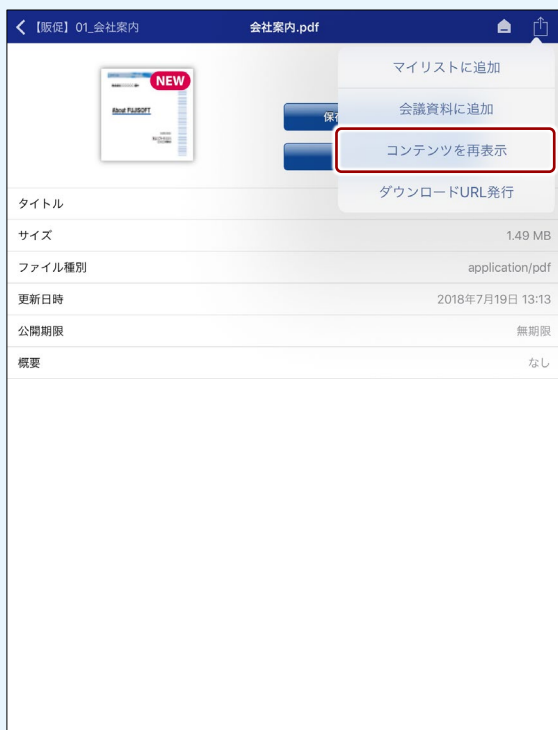 【販促】01_会社案内
会社案内.pdf
マイリストに追加
NEW
About FUJISOFT
会議資料に追加
保
コンテンツを再表示
ダウンロードURL発行
タイトル
サイズ
1.49 MB
ファイル種別
application/pdf
更新日時
2018年7月19日 13:13
公開期限
無期限
概要
なし